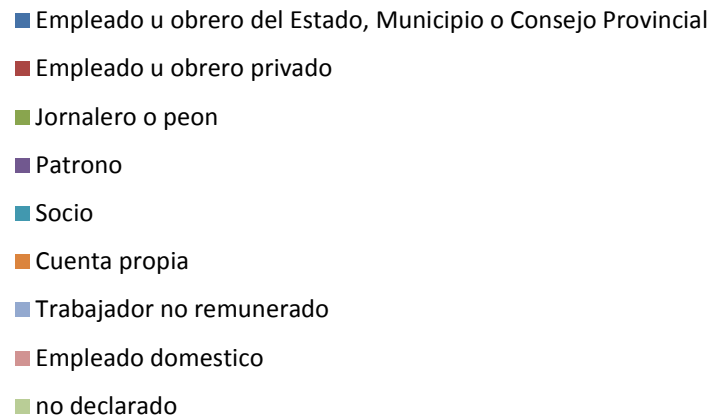 Empleado u obrero del Estado, Municipio o Consejo Provincial
Empleado u obrero privado
Jornalero o peon
Patrono
Socio
Cuenta propia
Trabajador no remunerado
Empleado domestico
no declarado